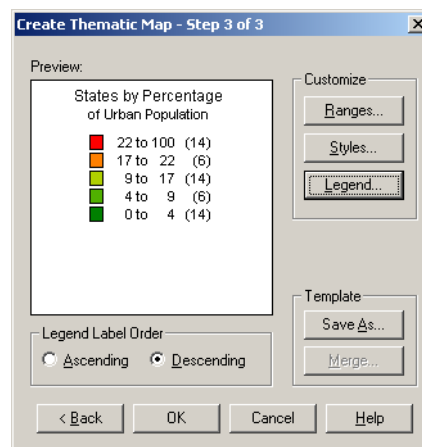 Create Thematic Map - Step 3 of 3
Preview:
States by Percentage
of Urban Population
22 to 100 (14)
17 to 22 (6)
9 to 17 (14)
4 to 9 (6)
0 to 4 (14)
Legend Label Order
Ascending Descending
Customize
Ranges...
Styles...
Legend...
Template
Save As...
Merge...
< Back OK Cancel Help